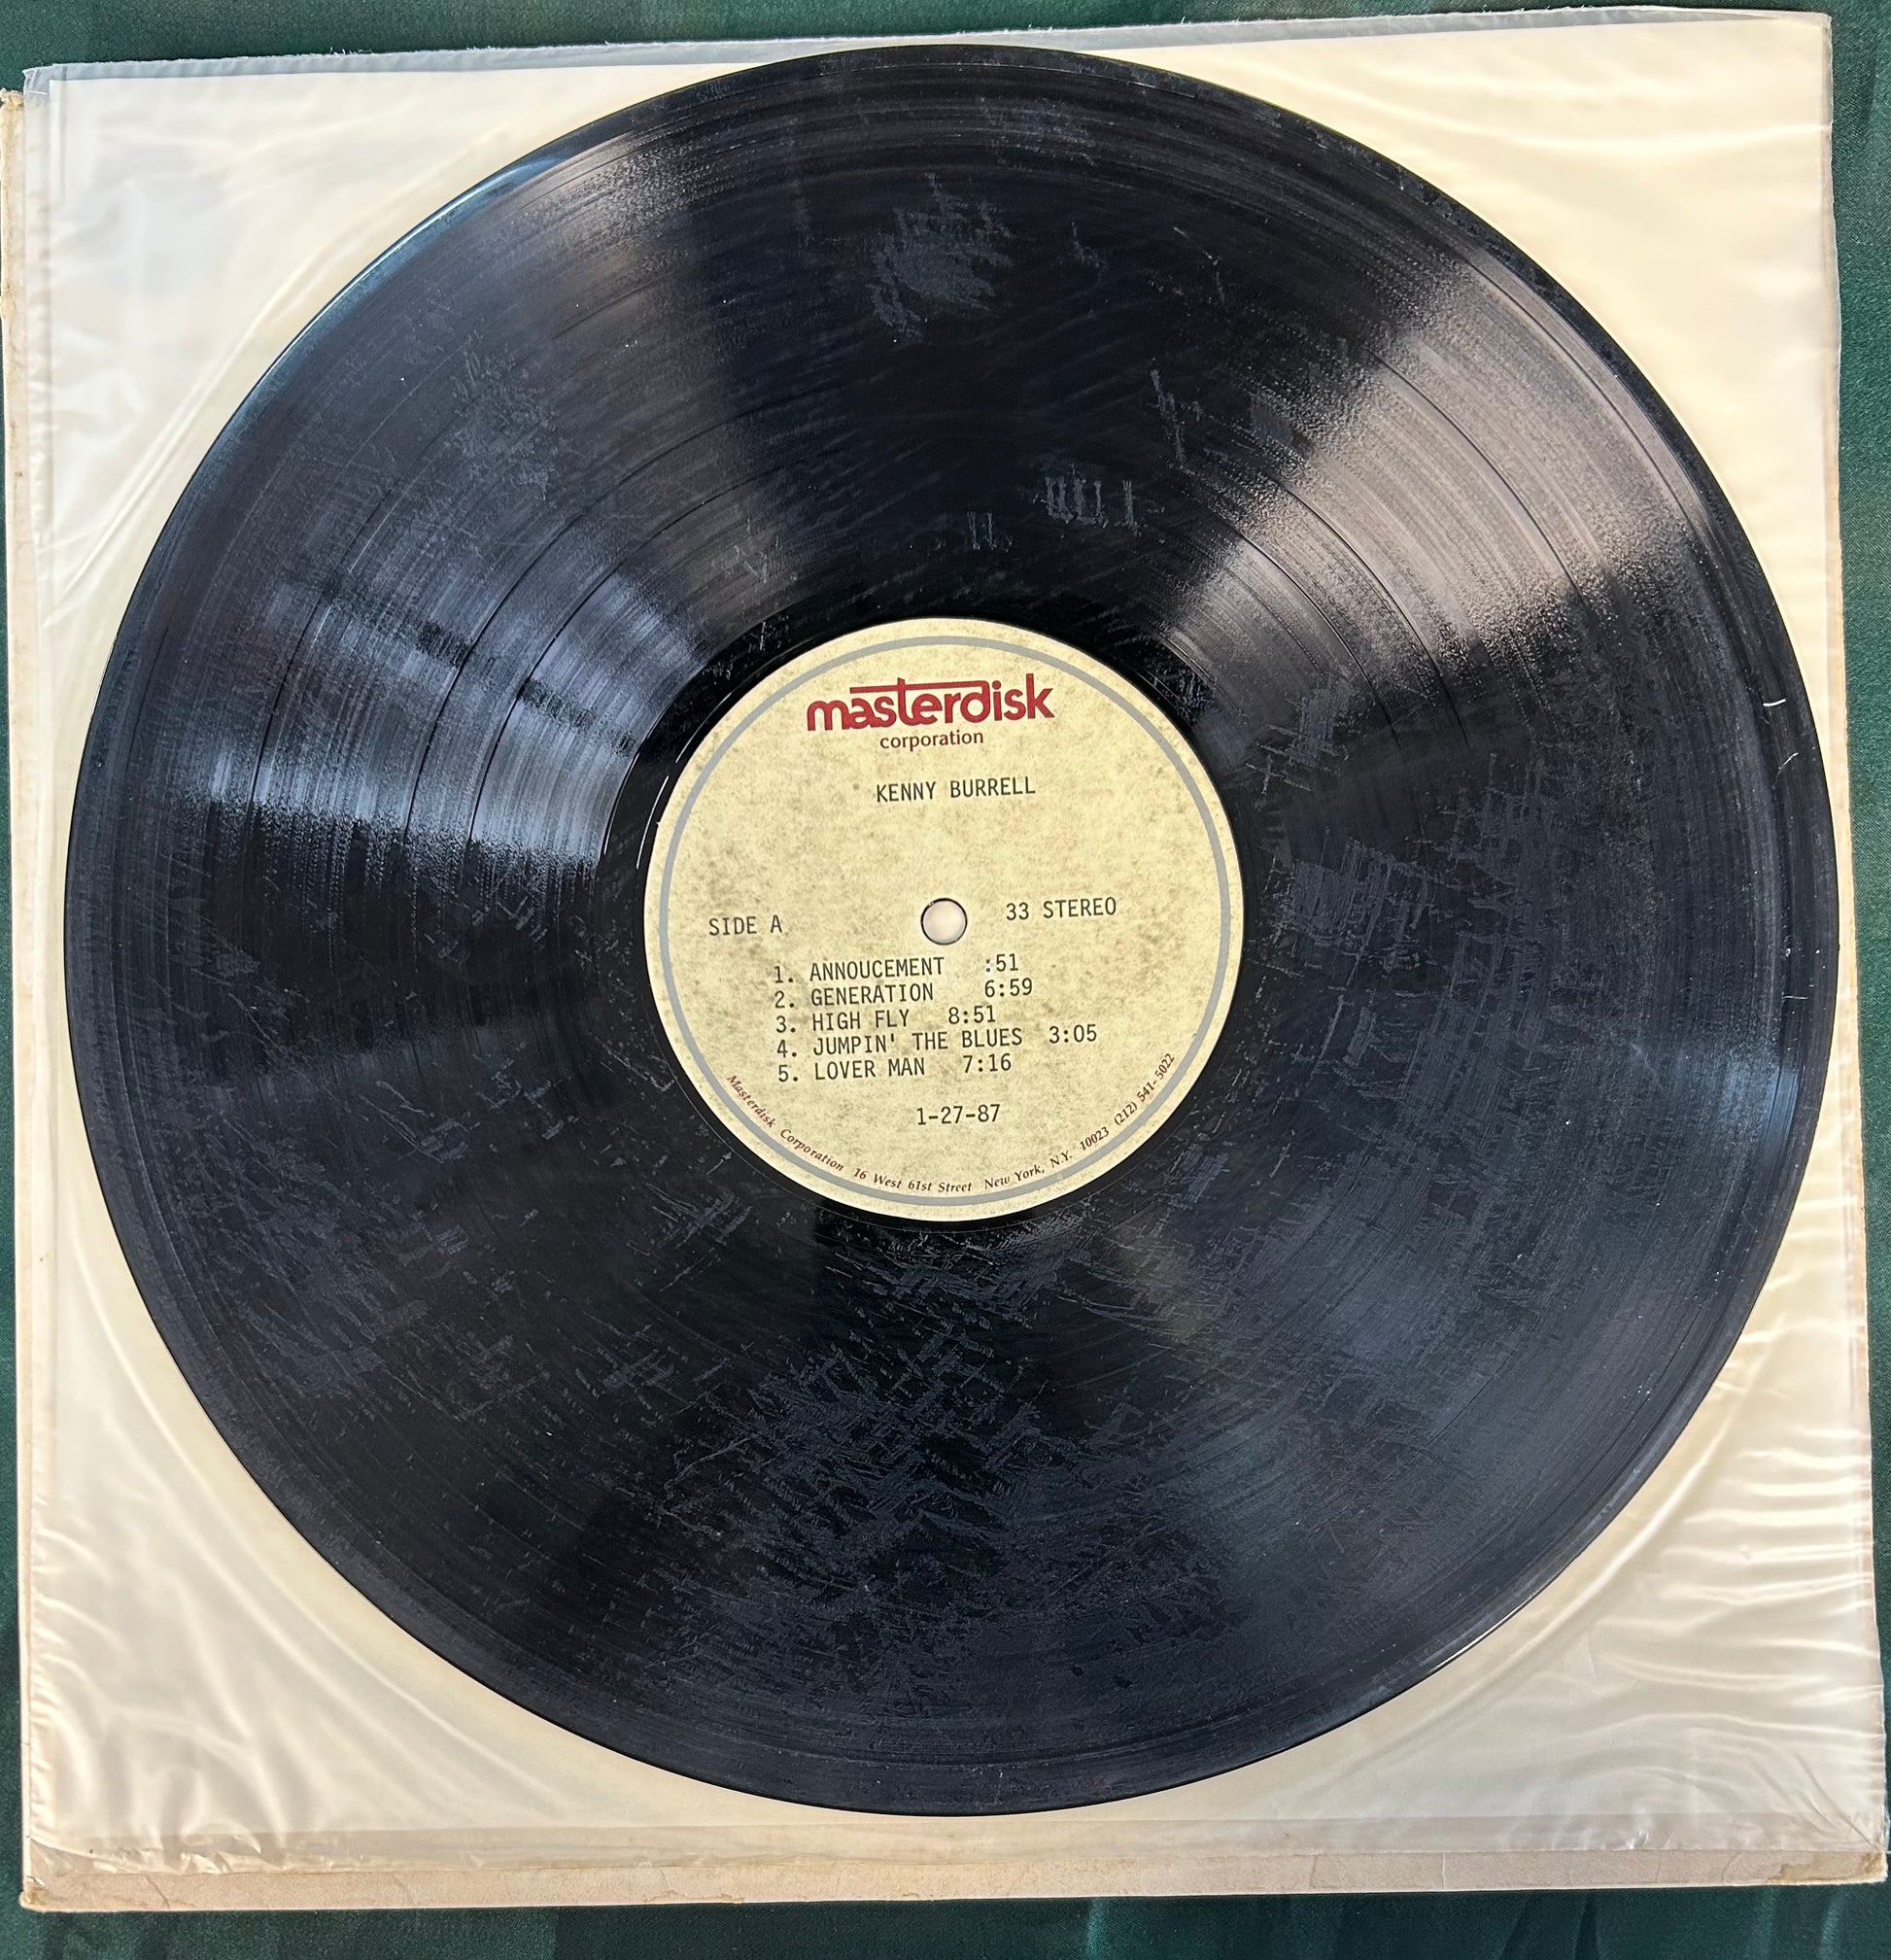 masterdisk
corporation
KENNY BURRELL
SIDE A 33 STEREO
1. ANNOUCEMENT :51
2. GENERATION 6:59
3. HIGH FLY 8:51
4. JUMPIN' THE BLUES 3:05
5. LOVER MAN 7:16
1-27-87
Masterdisk Corporation 16 West 61st Street New York, N.Y. 10023 (212) 541-5022